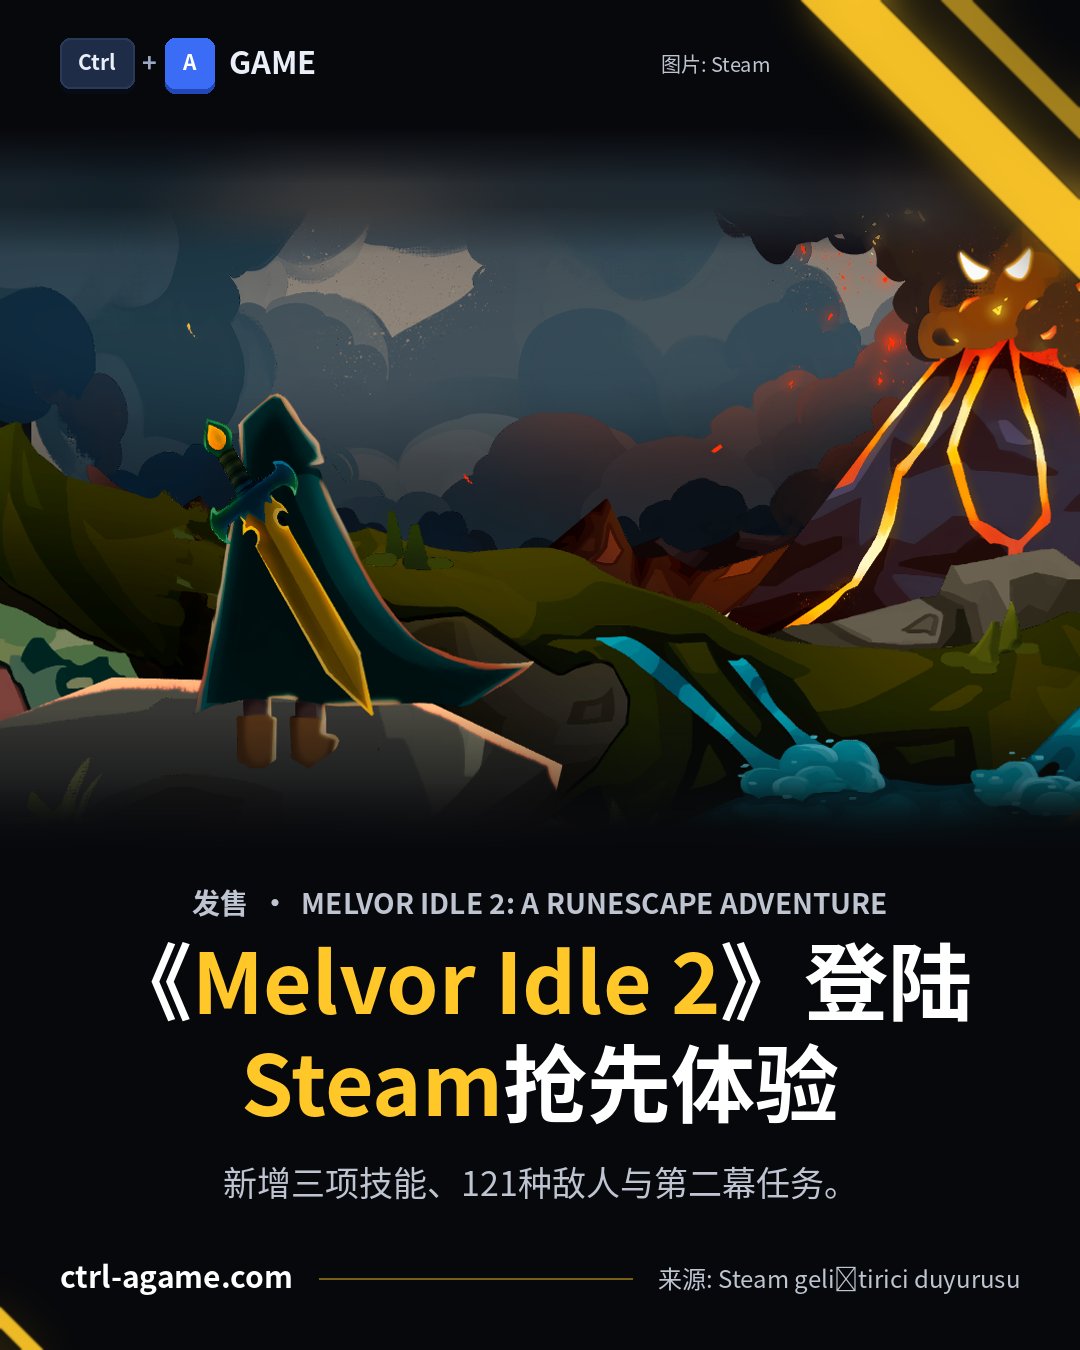 Ctrl + A GAME
图片: Steam
发售 • MELVOR IDLE 2: A RUNESCAPE ADVENTURE
《Melvor Idle 2》登陆
Steam抢先体验
新增三项技能、121种敌人与第二幕任务。
ctrl-agame.com
来源: Steam geli☒tirici duyurusu